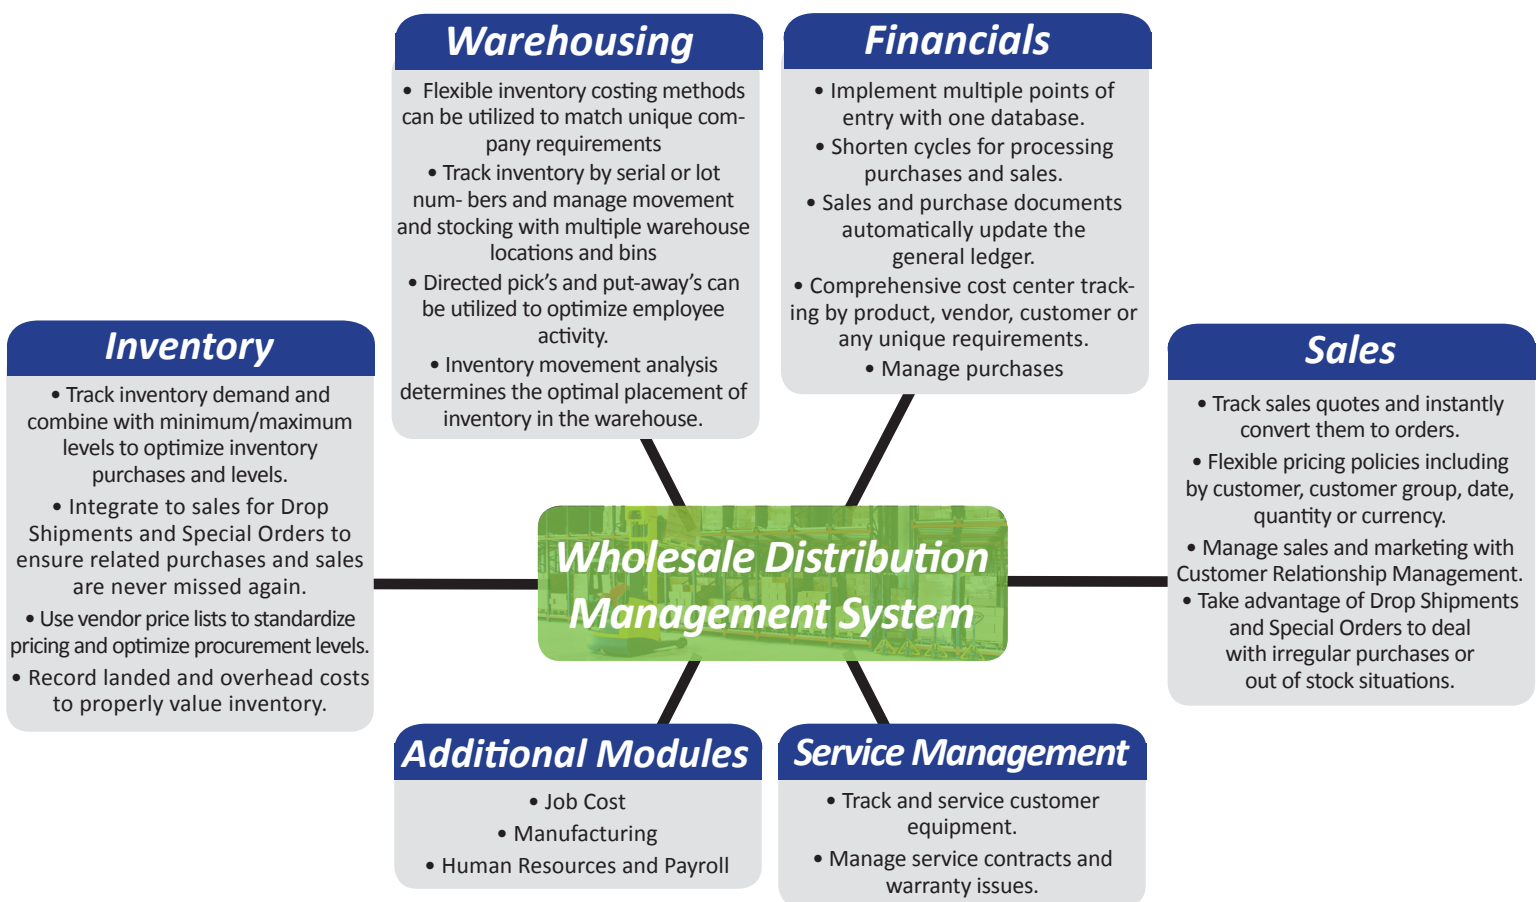 Warehousing
• Flexible inventory costing methods
can be utilized to match unique com-
pany requirements
• Track inventory by serial or lot
num- bers and manage movement
and stocking with multiple warehouse
locations and bins
• Directed pick's and put-away's can
be utilized to optimize employee
activity.
• Inventory movement analysis
determines the optimal placement of
inventory in the warehouse.
Financials
• Implement multiple points of
entry with one database.
• Shorten cycles for processing
purchases and sales.
• Sales and purchase documents
automatically update the
general ledger.
• Comprehensive cost center track-
ing by product, vendor, customer or
any unique requirements.
• Manage purchases
Inventory
• Track inventory demand and
combine with minimum/maximum
levels to optimize inventory
purchases and levels.
• Integrate to sales for Drop
Shipments and Special Orders to
ensure related purchases and sales
are never missed again.
• Use vendor price lists to standardize
pricing and optimize procurement levels.
• Record landed and overhead costs
to properly value inventory.
Wholesale Distribution
Management System
Sales
• Track sales quotes and instantly
convert them to orders.
• Flexible pricing policies including
by customer, customer group, date,
quantity or currency.
• Manage sales and marketing with
Customer Relationship Management.
• Take advantage of Drop Shipments
and Special Orders to deal
with irregular purchases or
out of stock situations.
Additional Modules
• Job Cost
• Manufacturing
• Human Resources and Payroll
Service Management
• Track and service customer
equipment.
• Manage service contracts and
warranty issues.